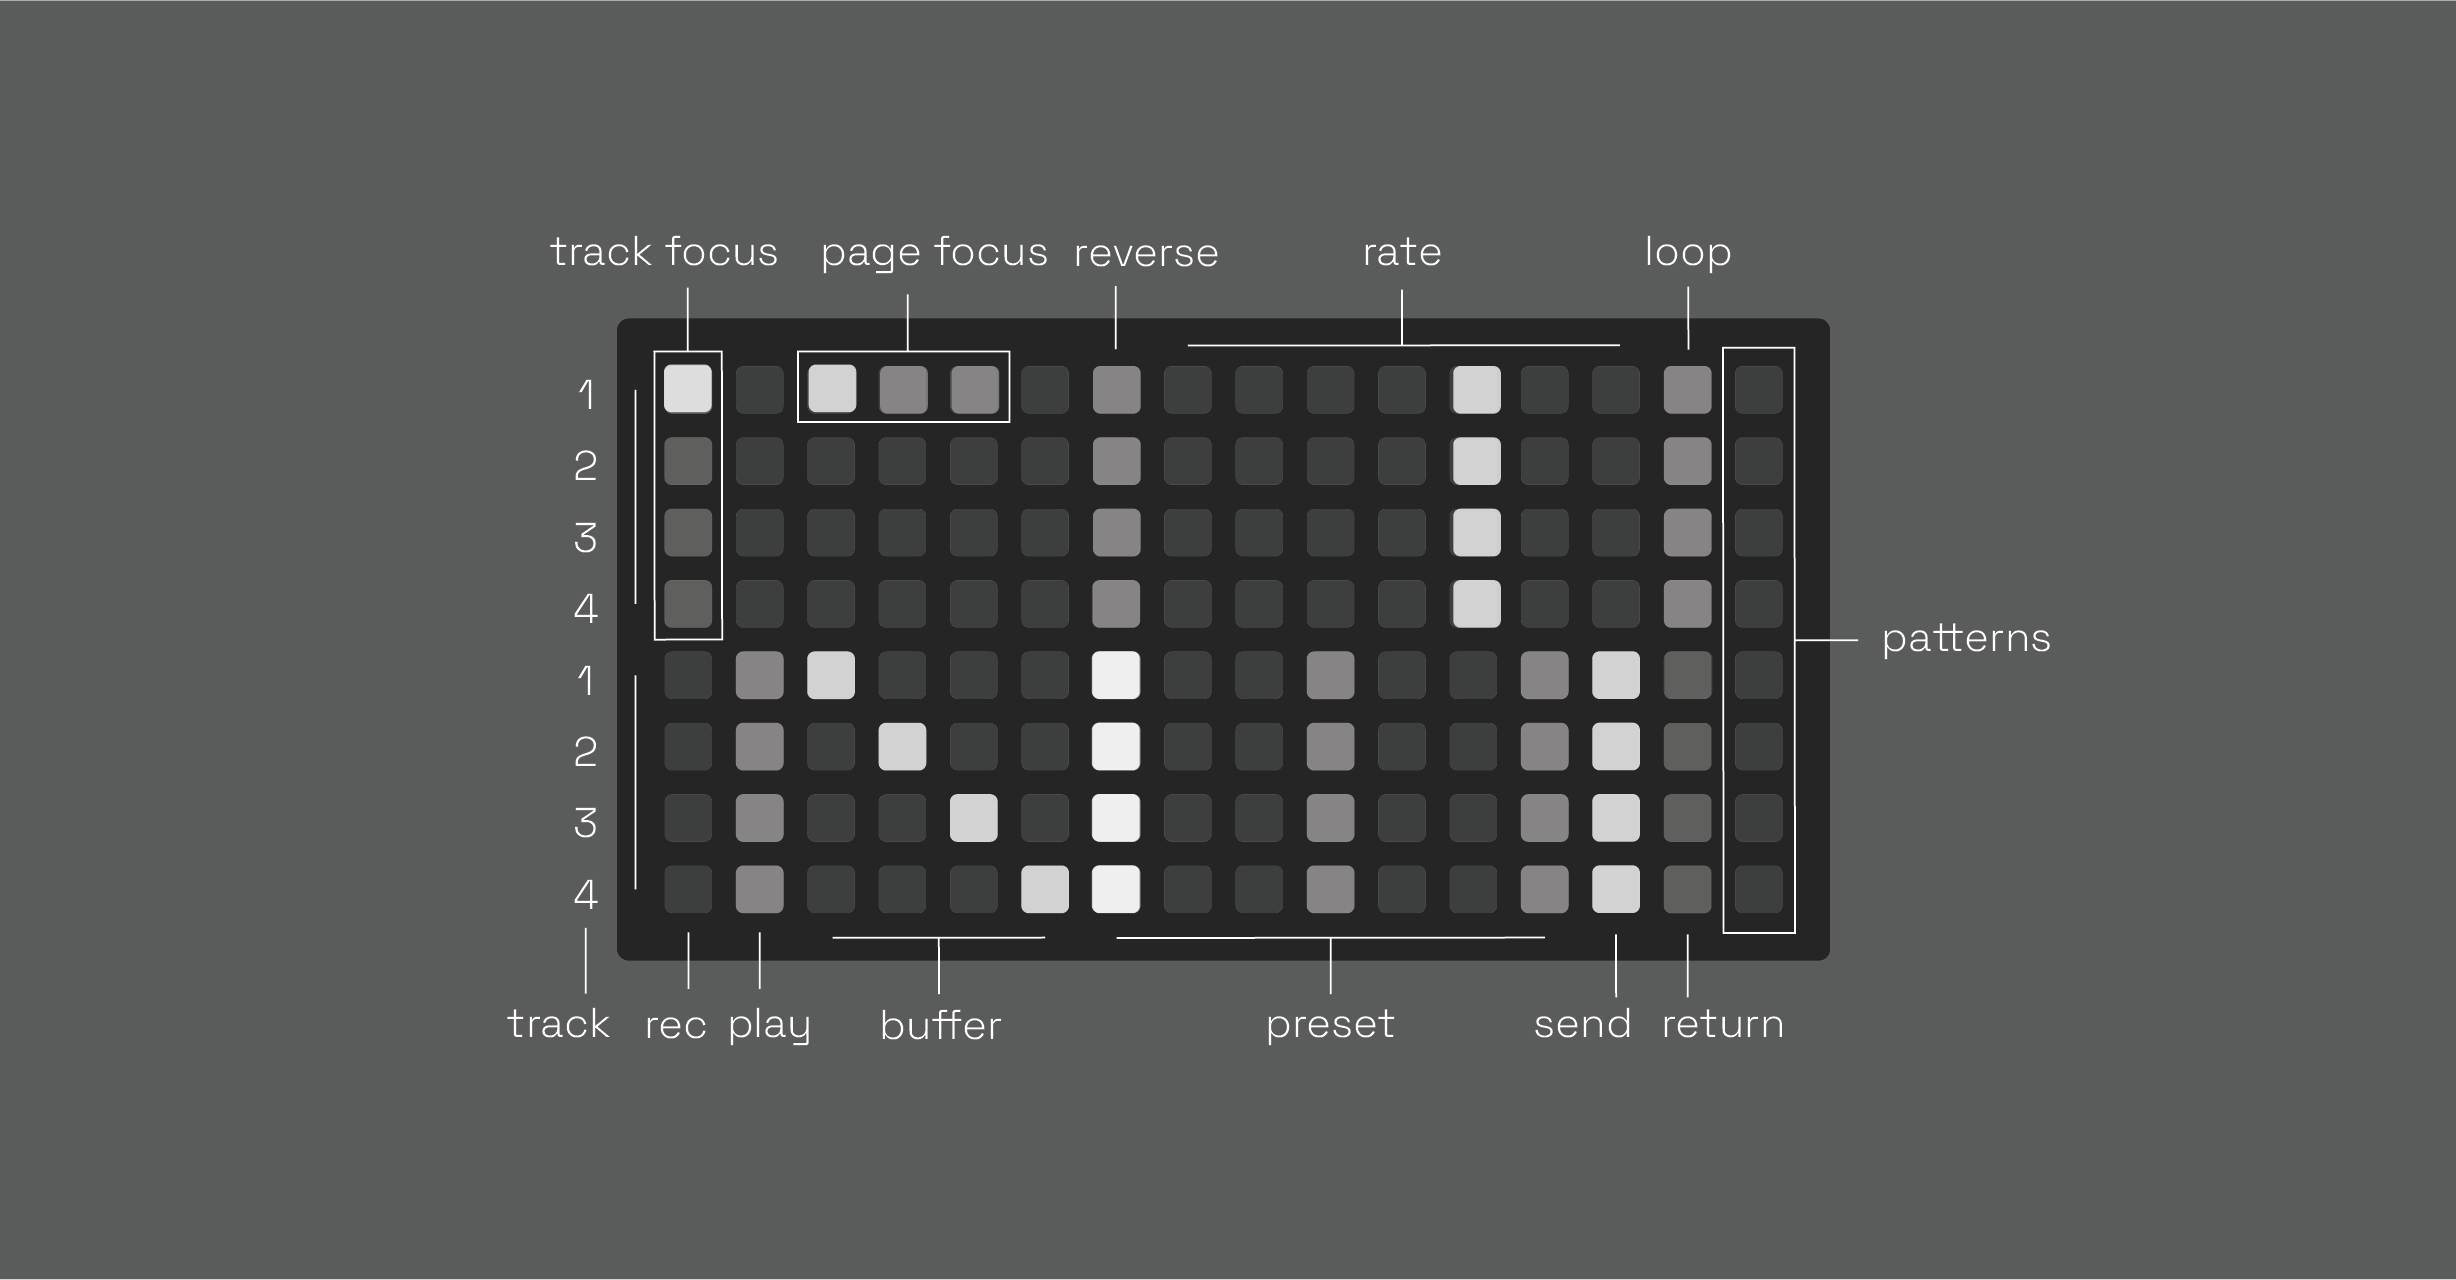 track focus page focus reverse rate loop
1
2
3
4
patterns
1
2
3
4
track rec play buffer preset send return